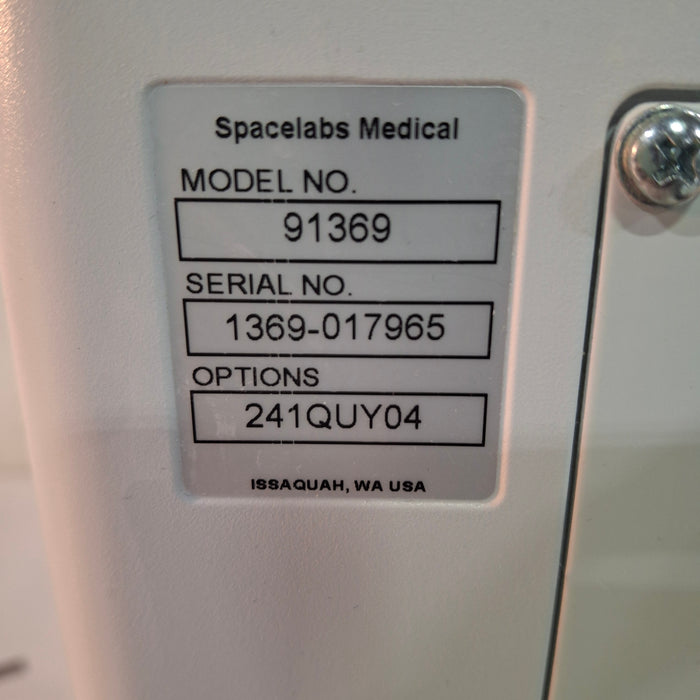 Spacelabs Medical
MODEL NO.
91369
SERIAL NO.
1369-017965
OPTIONS
241QUY04
ISSAQUAH, WA USA